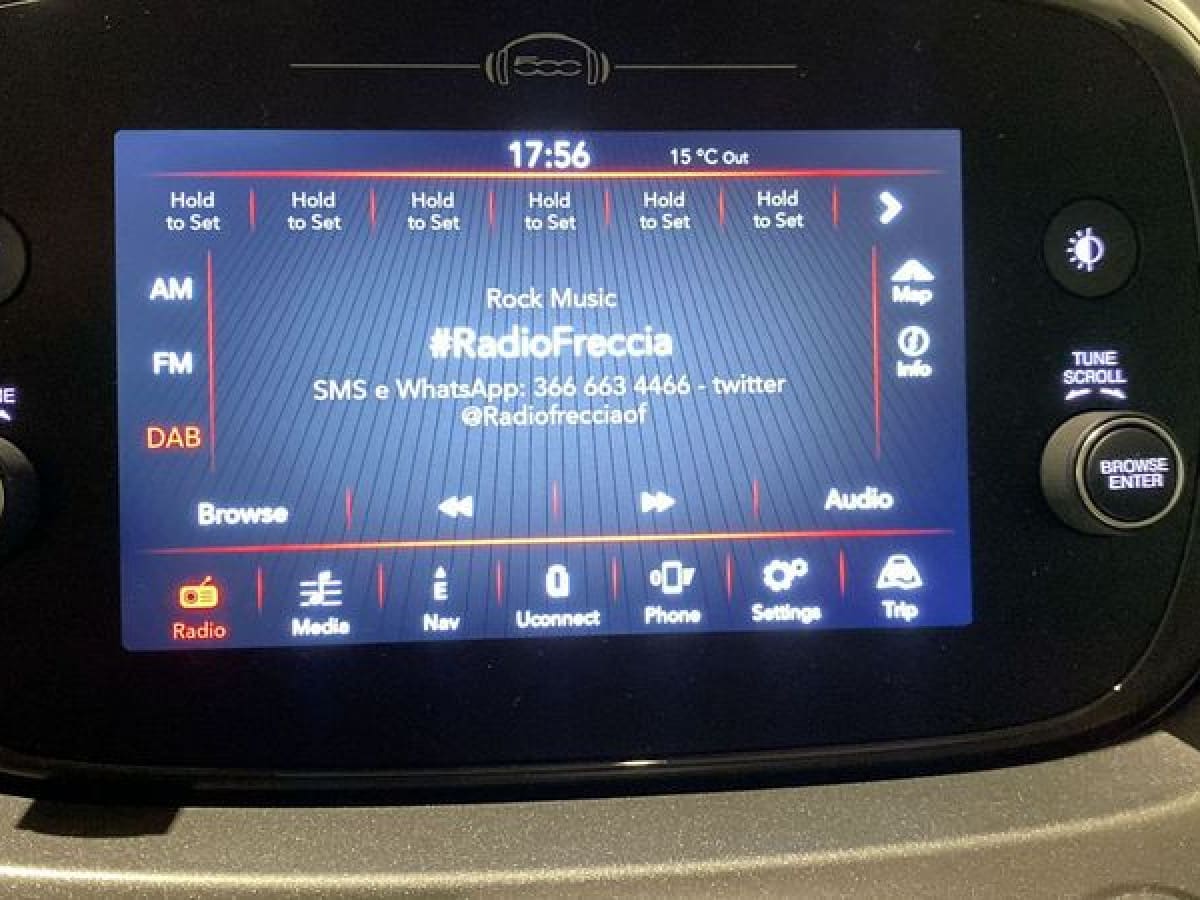 500
17:56 15 °C Out
Hold to Set Hold to Set Hold to Set Hold to Set Hold to Set Hold to Set
AM
FM
DAB
Rock Music
#RadioFreccia
SMS e WhatsApp: 366 663 4466 - twitter
@Radiofrecciaof
Map
Info
Browse Audio
E
Radio Media Nav Uconnect Phone Settings Trip
TUNE
SCROLL
BROWSE
ENTER